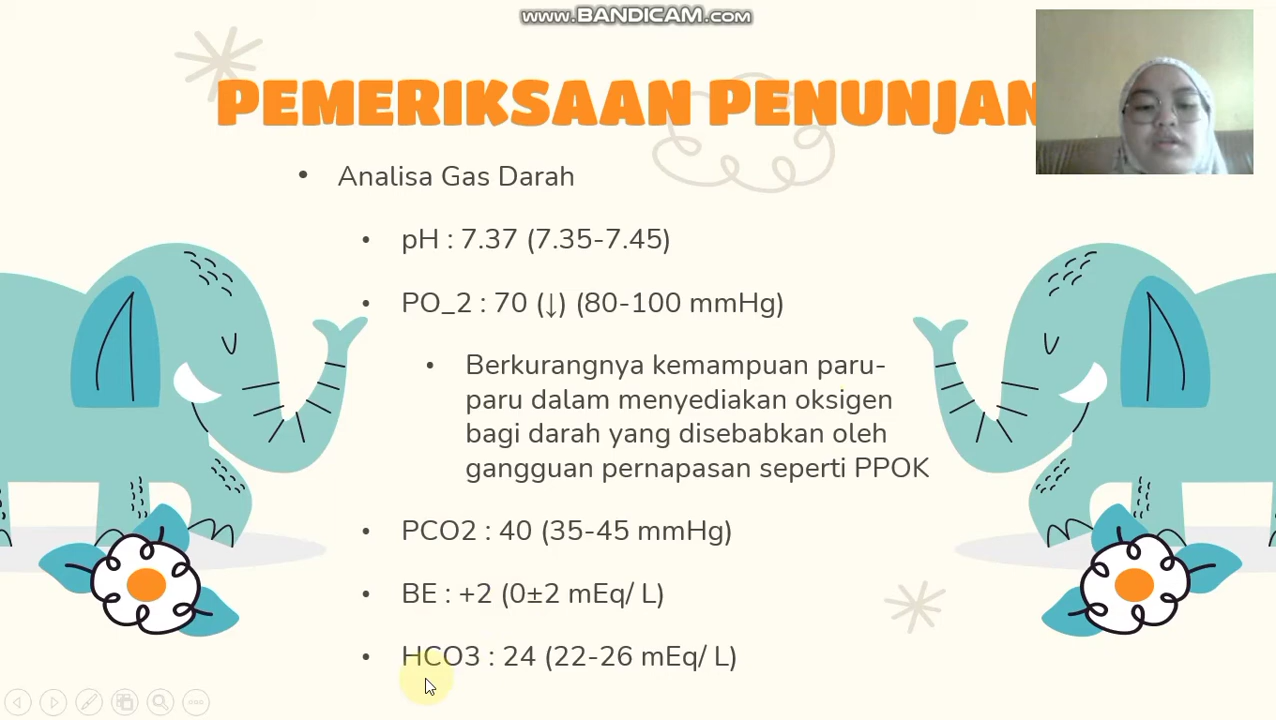 www.BANDICAM.com
PEMERIKSAAN PENUNJAN
• Analisa Gas Darah
• pH : 7.37 (7.35-7.45)
• PO_2 : 70 (↓) (80-100 mmHg)
• Berkurangnya kemampuan paru-
paru dalam menyediakan oksigen
bagi darah yang disebabkan oleh
gangguan pernapasan seperti PPOK
• PCO2 : 40 (35-45 mmHg)
• BE : +2 (0±2 mEq/ L)
• HCO3 : 24 (22-26 mEq/ L)